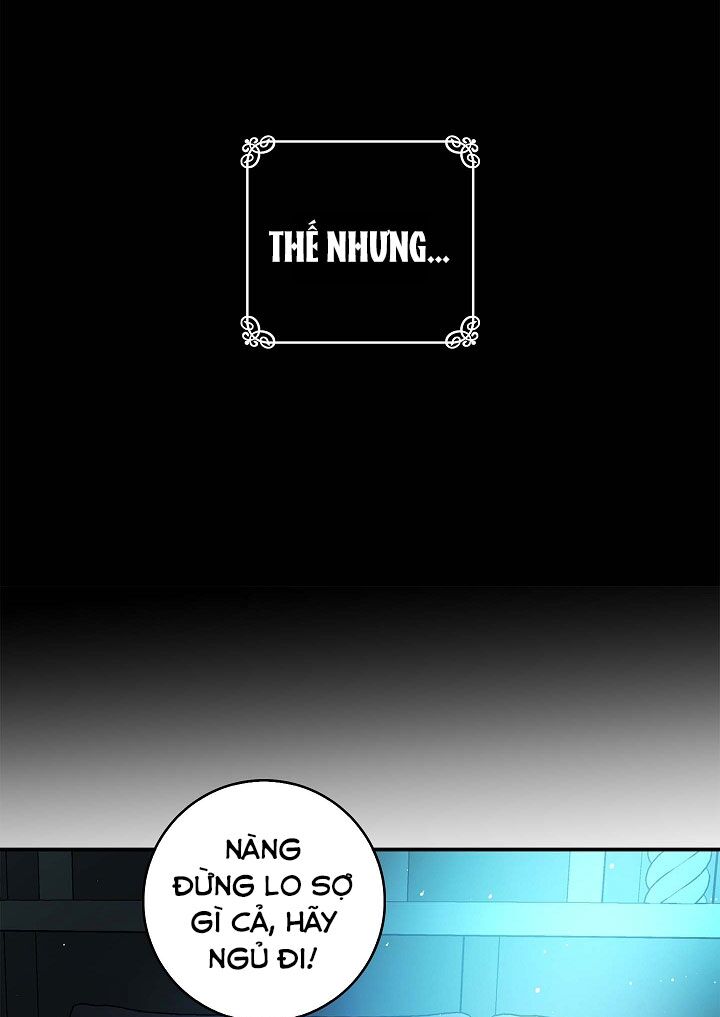 THẾ NHƯNG...
NÀNG
ĐỪNG LO SỢ
GÌ CẢ, HÃY
NGỦ ĐI!